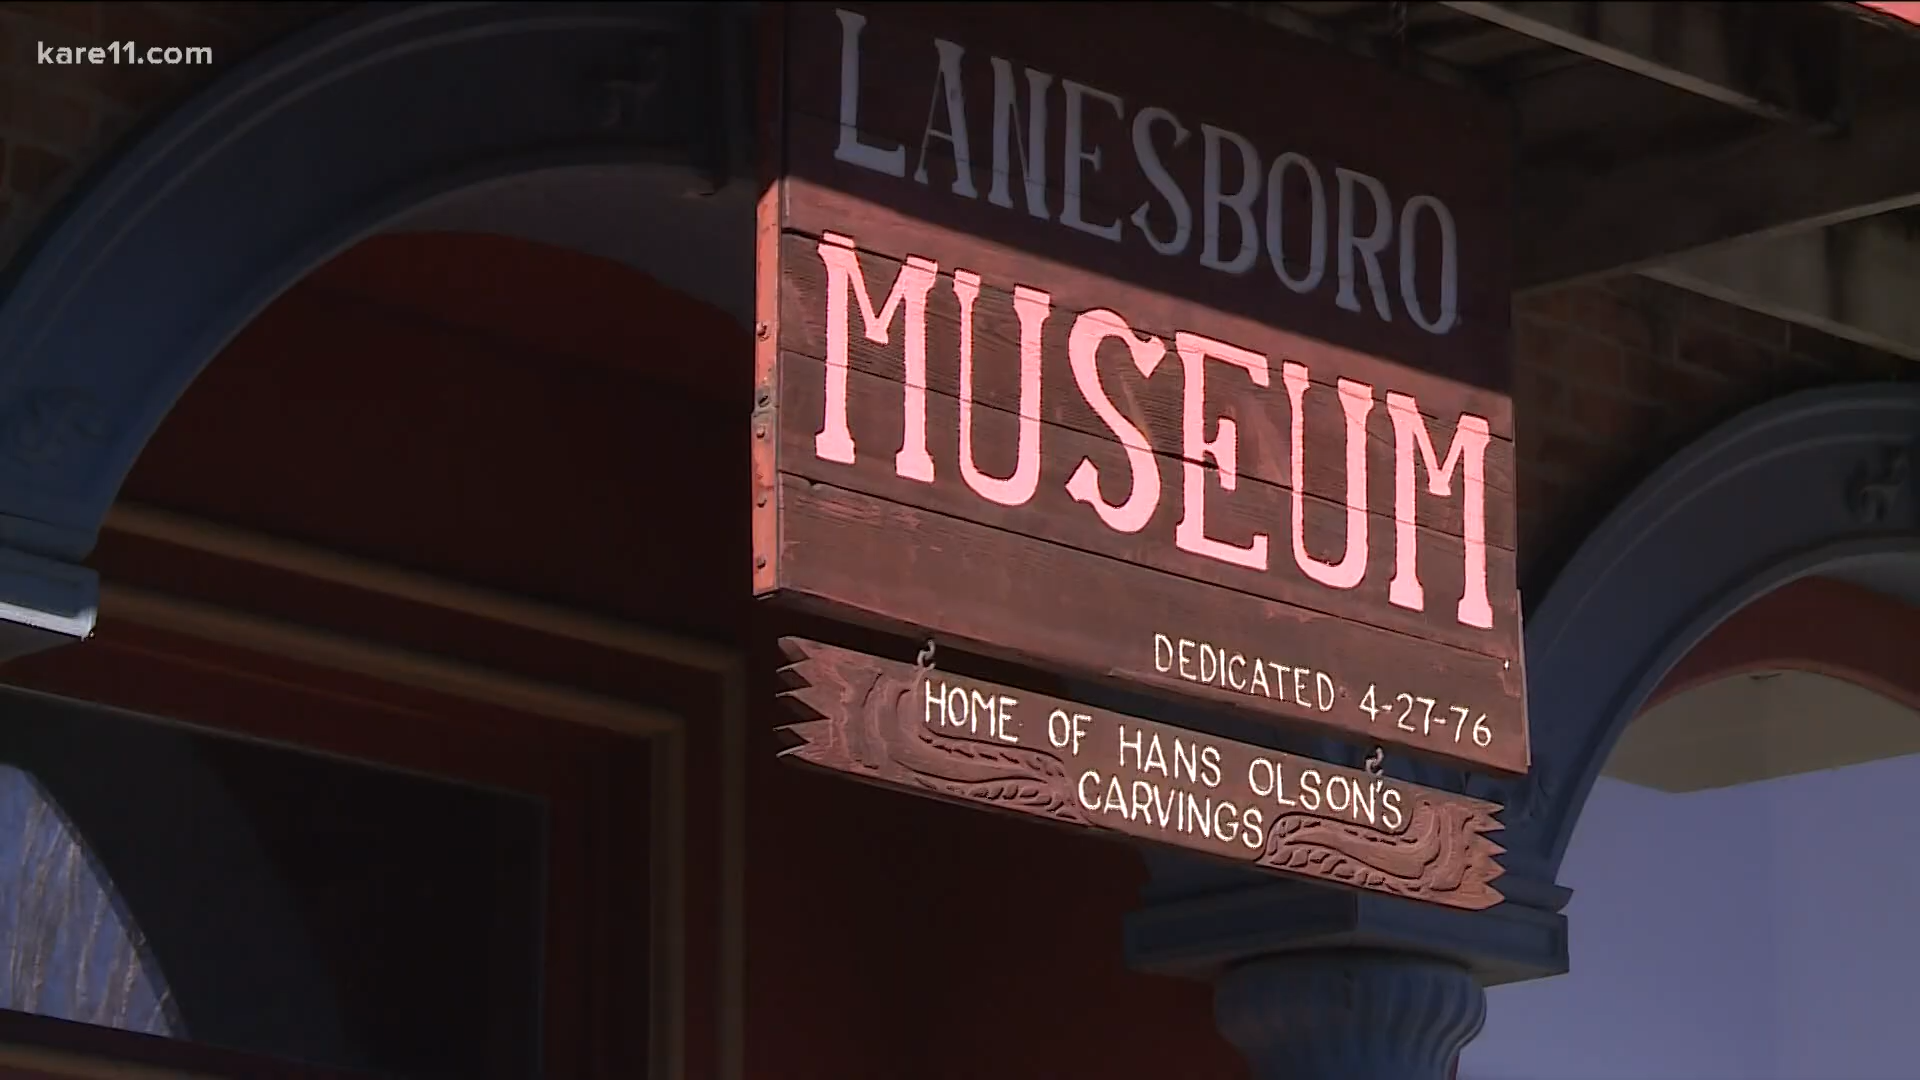 kare11.com
LANESBORO
MUSEUM
DEDICATED 4-27-76
HOME OF HANS OLSON'S
CARVINGS